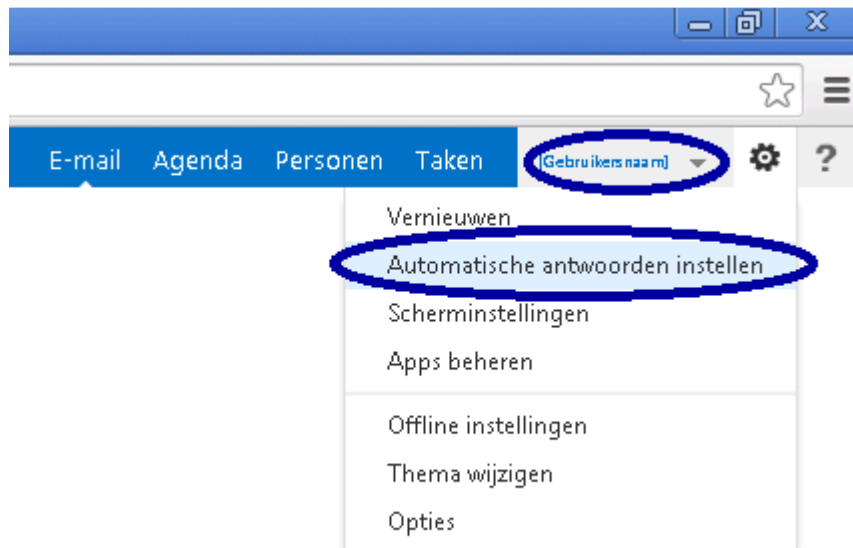 E-mail Agenda Personen Taken [Gebruikersnaam] ?
Vernieuwen
Automatische antwoorden instellen
Scherminstellingen
Apps beheren
Offline instellingen
Thema wijzigen
Opties